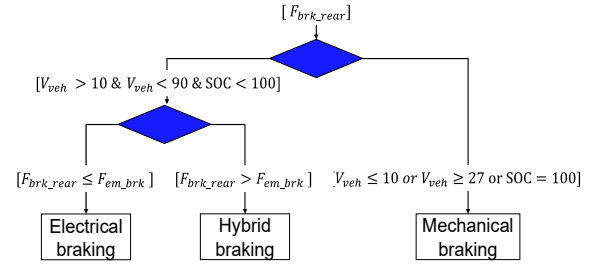 [ F_brk_rear]
[V_veh > 10 & V_veh < 90 & SOC < 100]
[F_brk_rear ≤ F_em_brk ] [F_brk_rear > F_em_brk ] [V_veh ≤ 10 or V_veh ≥ 27 or SOC = 100]
Electrical braking
Hybrid braking
Mechanical braking